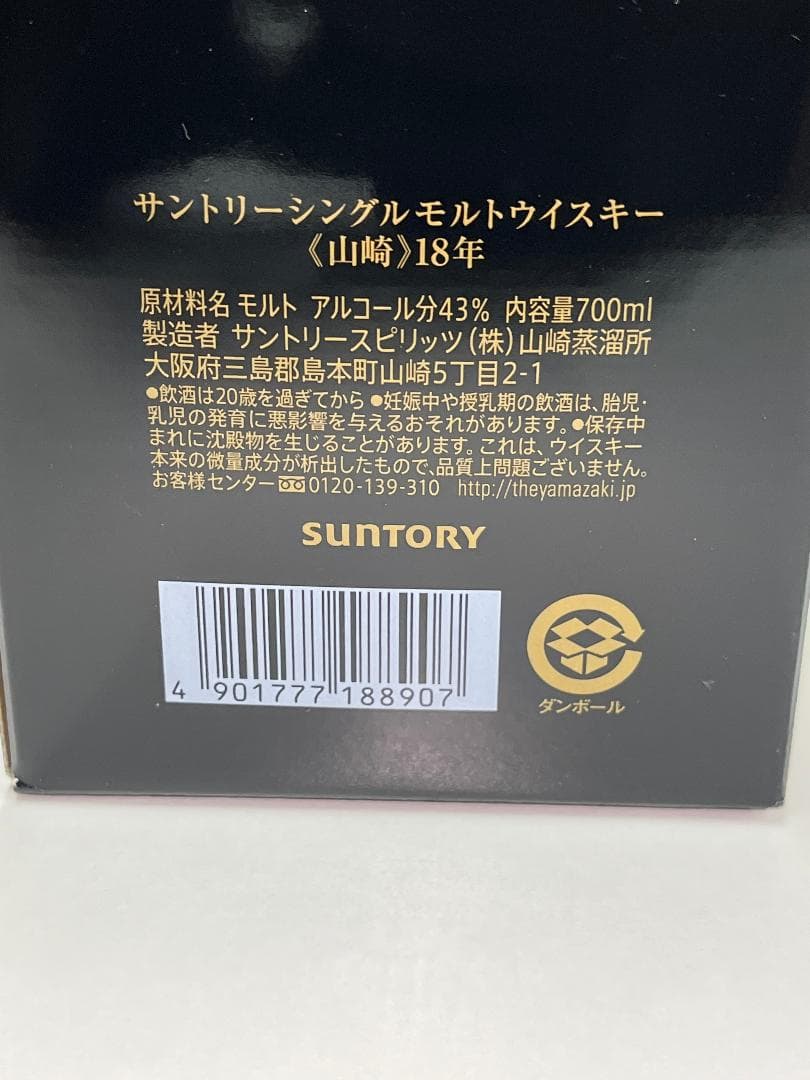 サントリーシングルモルトウイスキー
《山崎》18年
原材料名 モルト アルコール分43% 内容量700ml
製造者 サントリースピリッツ(株)山崎蒸溜所
大阪府三島郡島本町山崎5丁目2-1
●飲酒は20歳を過ぎてから ●妊娠中や授乳期の飲酒は、胎児・
乳児の発育に悪影響を与えるおそれがあります。●保存中
まれに沈殿物を生じることがあります。これは、ウイスキー
本来の微量成分が析出したもので、品質上問題ございません。
お客様センター 0120-139-310 http://theyamazaki.jp
SUNTORY
4 901777 188907
ダンボール